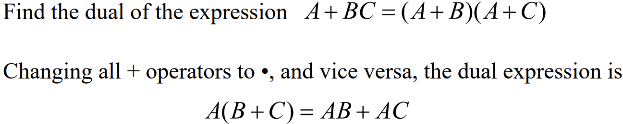 Find the dual of the expression A + BC = (A + B)(A + C)
Changing all + operators to •, and vice versa, the dual expression is
A(B + C) = AB + AC